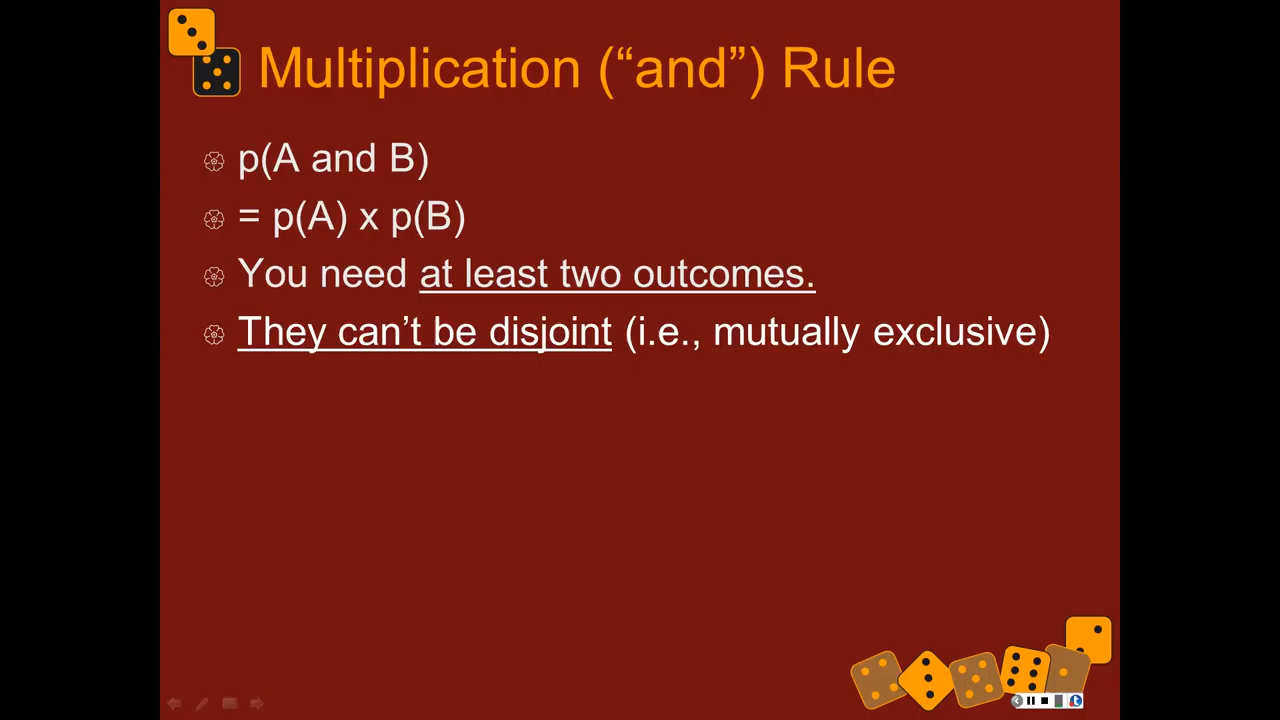 Multiplication (“and”) Rule
p(A and B)
= p(A) x p(B)
You need at least two outcomes.
They can’t be disjoint (i.e., mutually exclusive)